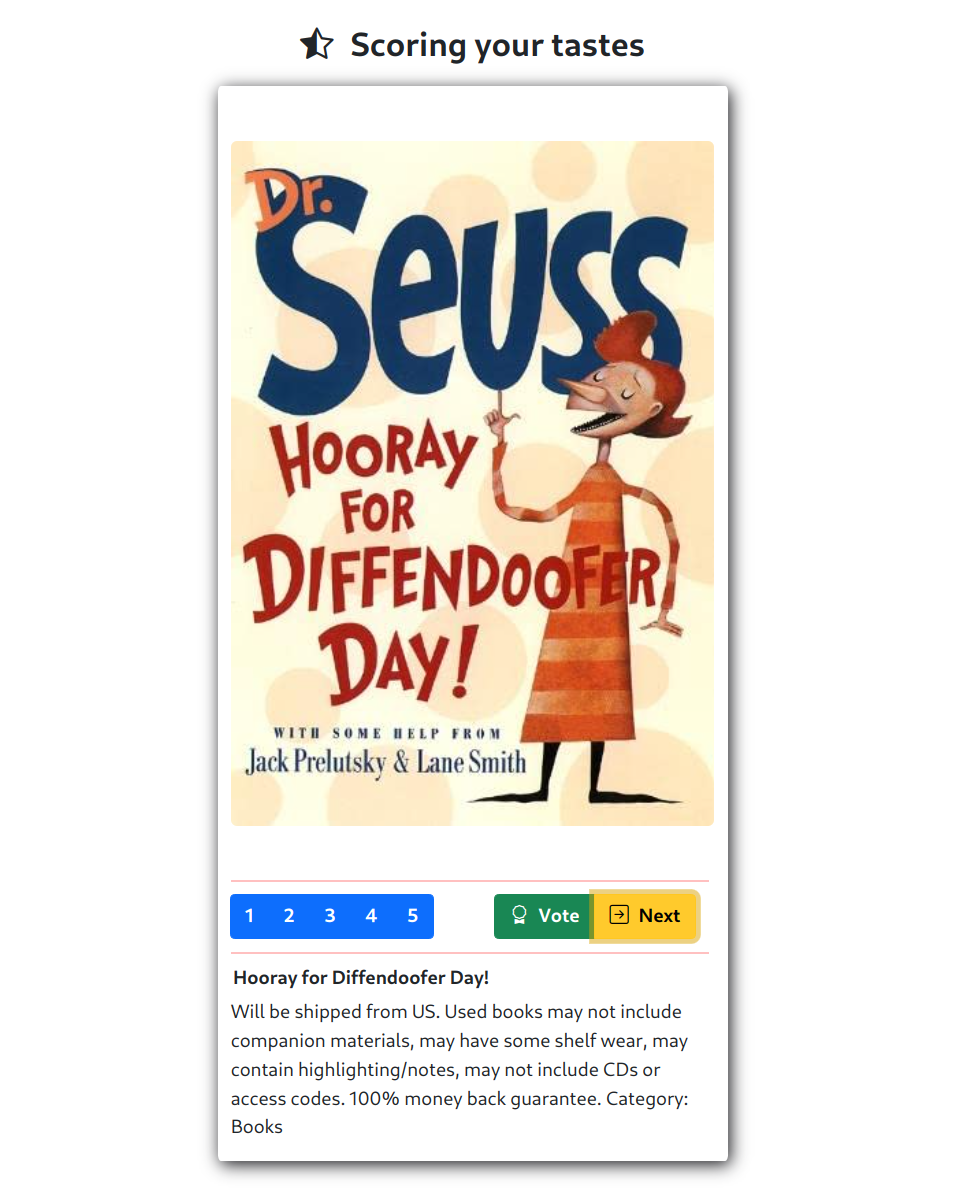 Scoring your tastes
Dr.
Seuss
HOORAY
FOR
DIFFENDOOFER
DAY!
WITH SOME HELP FROM
Jack Prelutsky & Lane Smith
1 2 3 4 5 Vote Next
Hooray for Diffendoofer Day!
Will be shipped from US. Used books may not include
companion materials, may have some shelf wear, may
contain highlighting/notes, may not include CDs or
access codes. 100% money back guarantee. Category:
Books